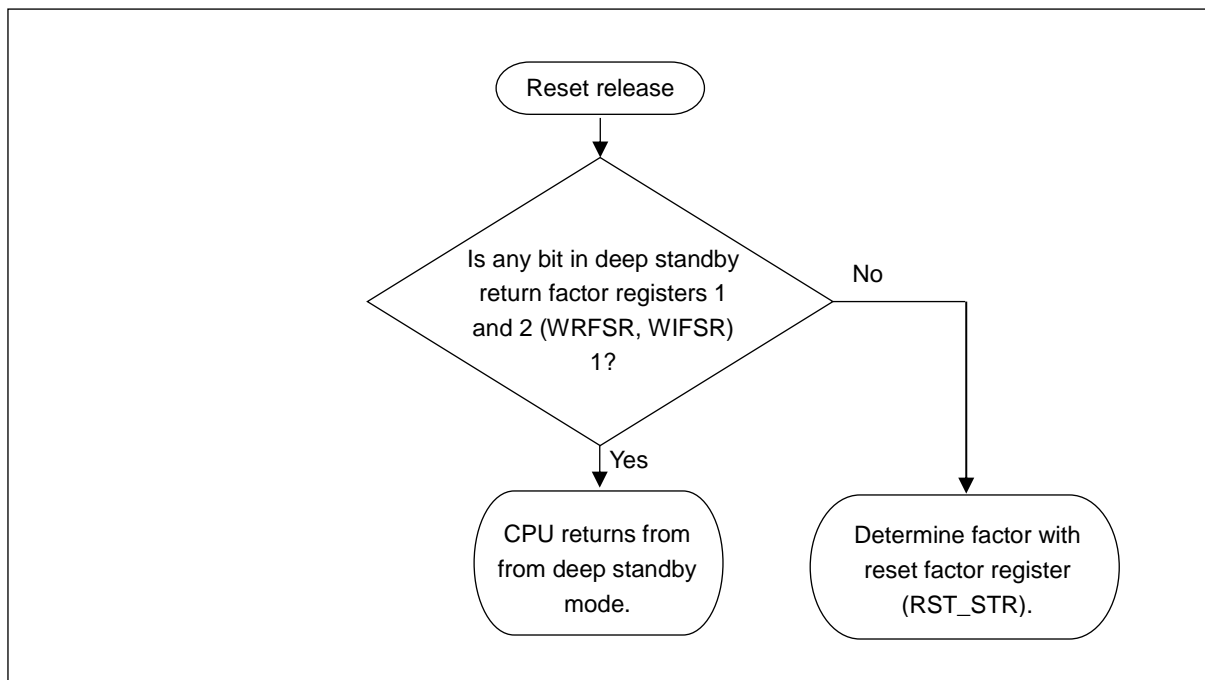 Reset release
Is any bit in deep standby
return factor registers 1
and 2 (WRFSR, WIFSR)
1?
No
Yes
CPU returns from
from deep standby
mode.
Determine factor with
reset factor register
(RST_STR).